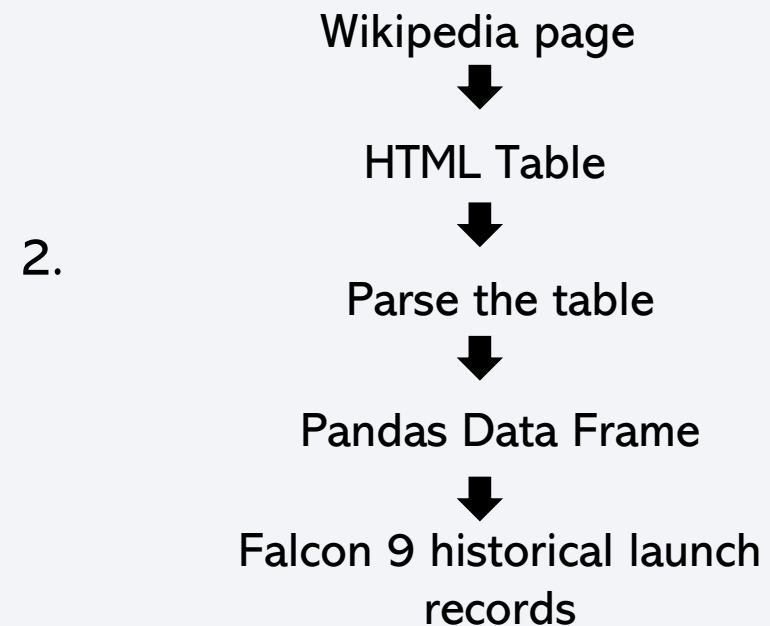 Wikipedia page
HTML Table
2.
Parse the table
Pandas Data Frame
Falcon 9 historical launch
records